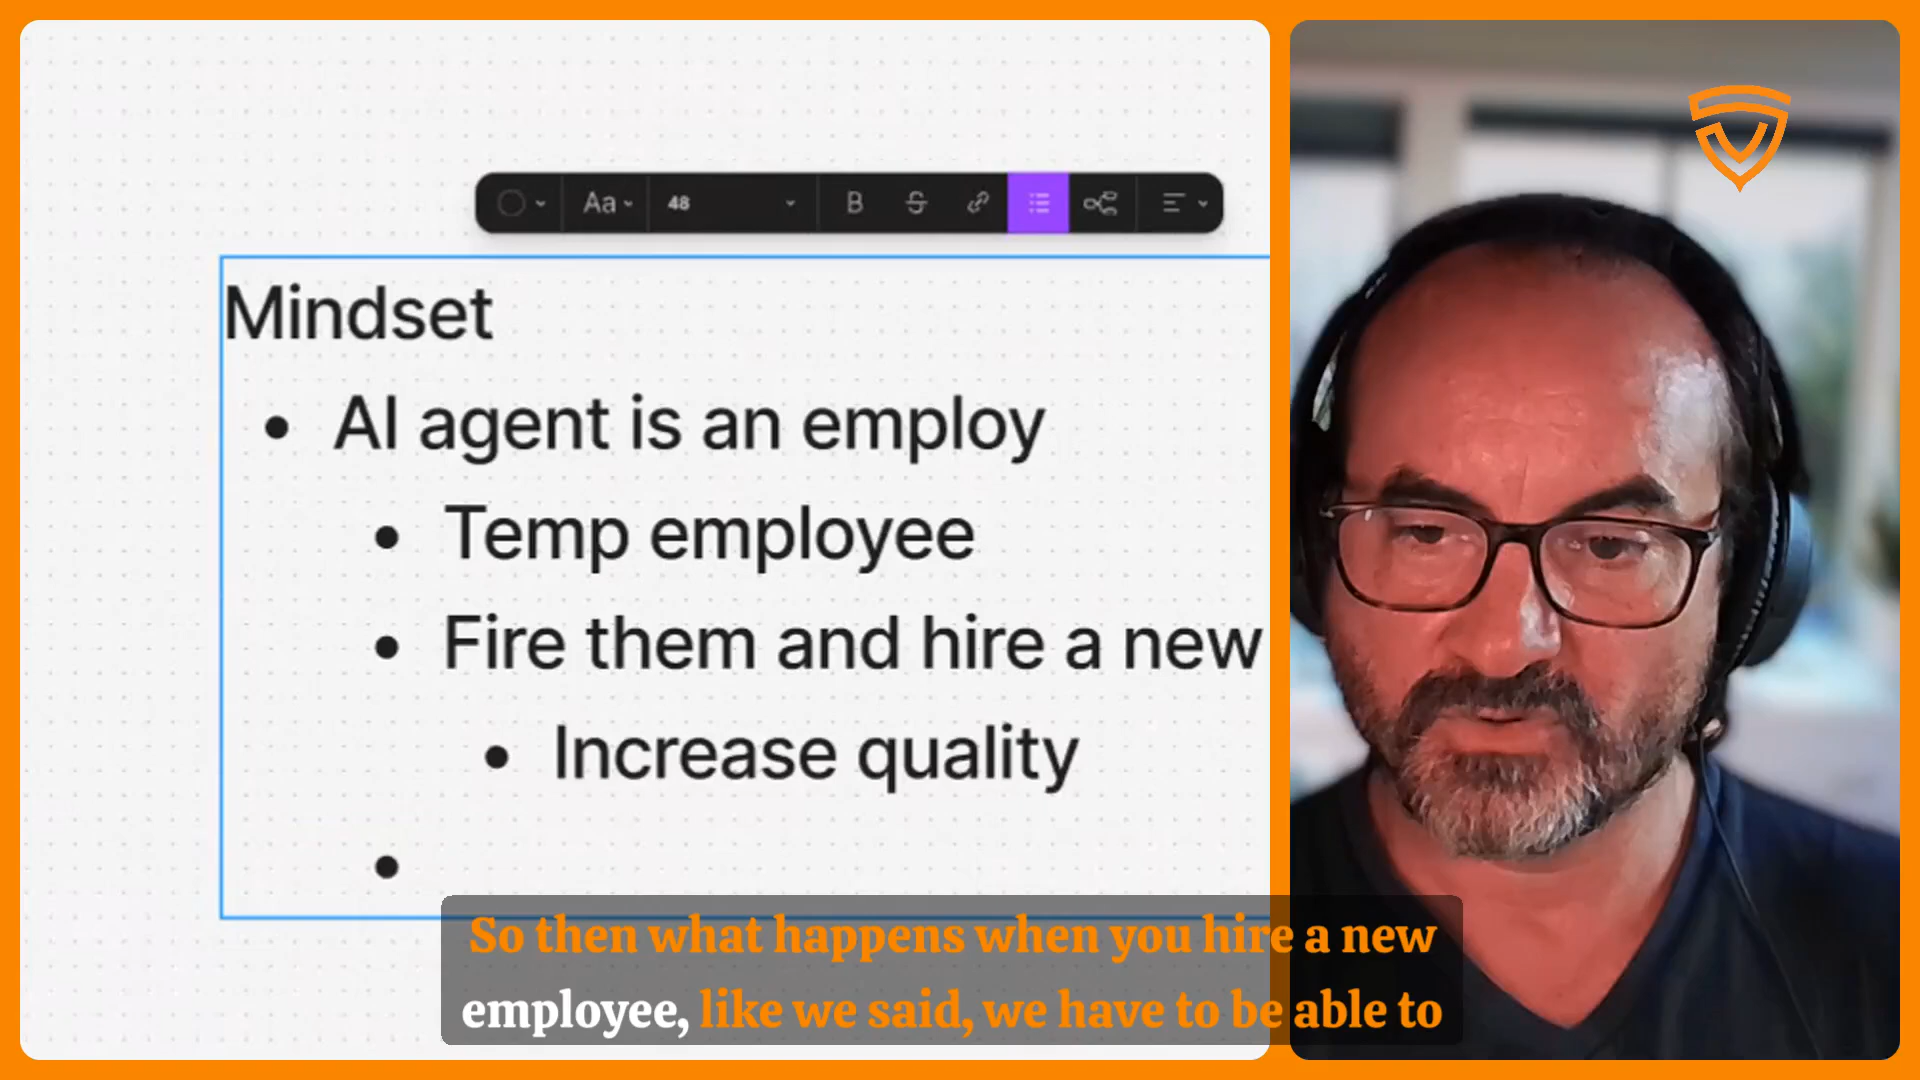 Aa 48 B S
Mindset
• AI agent is an employ
• Temp employee
• Fire them and hire a new
• Increase quality
•
So then what happens when you hire a new
employee, like we said, we have to be able to